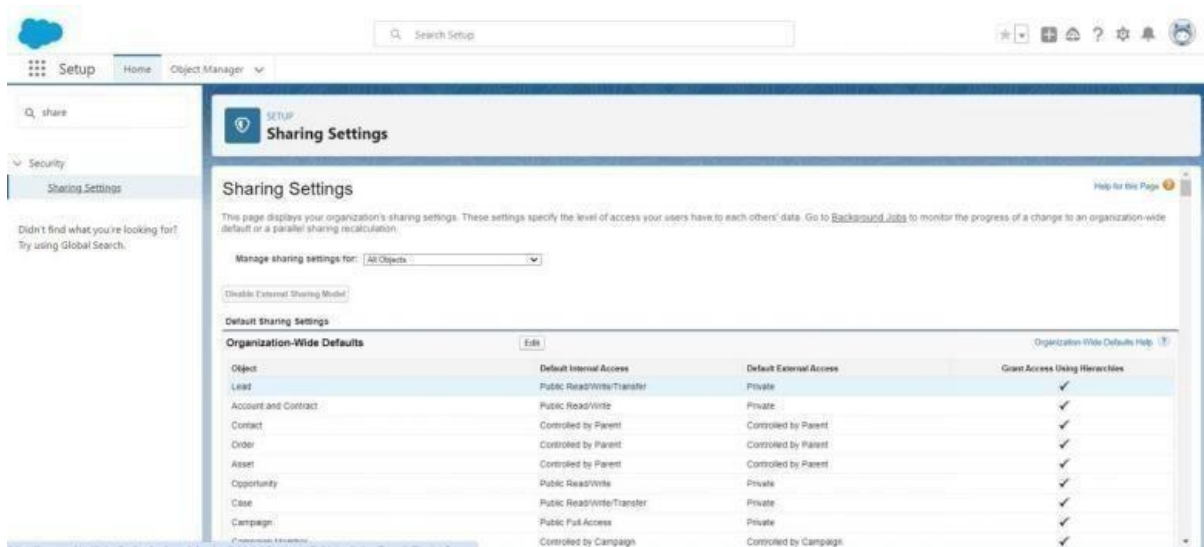 salesforce
Search Setup
Setup Home Object Manager
share
Security
Sharing Settings
Didn't find what you're looking for?
Try using Global Search.
SETUP
Sharing Settings
Sharing Settings
Help for this Page
This page displays your organization's sharing settings. These settings specify the level of access your users have to each others' data. Go to Background Jobs to monitor the progress of a change to an organization-wide
default or a parallel sharing recalculation.
Manage sharing settings for: All Objects
Disable External Sharing Model
Default Sharing Settings
Organization-Wide Defaults Edit Organization-Wide Defaults Help ?
Object Default Internal Access Default External Access Grant Access Using Hierarchies
Lead Public Read/Write/Transfer Private ✓
Account and Contract Public Read/Write Private ✓
Contact Controlled by Parent Controlled by Parent ✓
Order Controlled by Parent Controlled by Parent ✓
Asset Controlled by Parent Controlled by Parent ✓
Opportunity Public Read/Write Private ✓
Case Public Read/Write/Transfer Private ✓
Campaign Public Full Access Private ✓
Campaign Member Controlled by Campaign Controlled by Campaign ✓